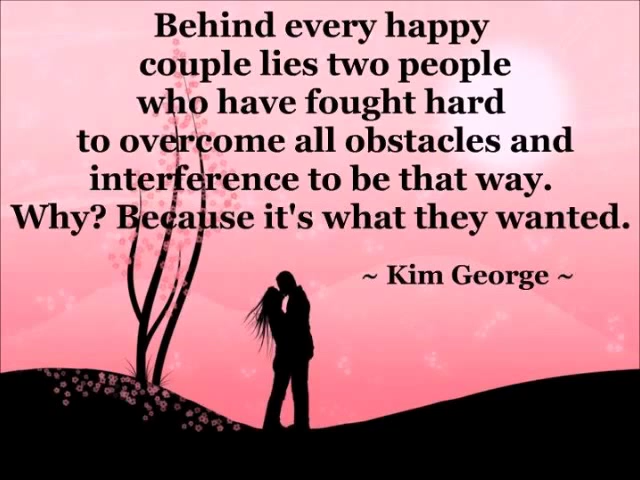 Behind every happy
couple lies two people
who have fought hard
to overcome all obstacles and
interference to be that way.
Why? Because it's what they wanted.
~ Kim George ~